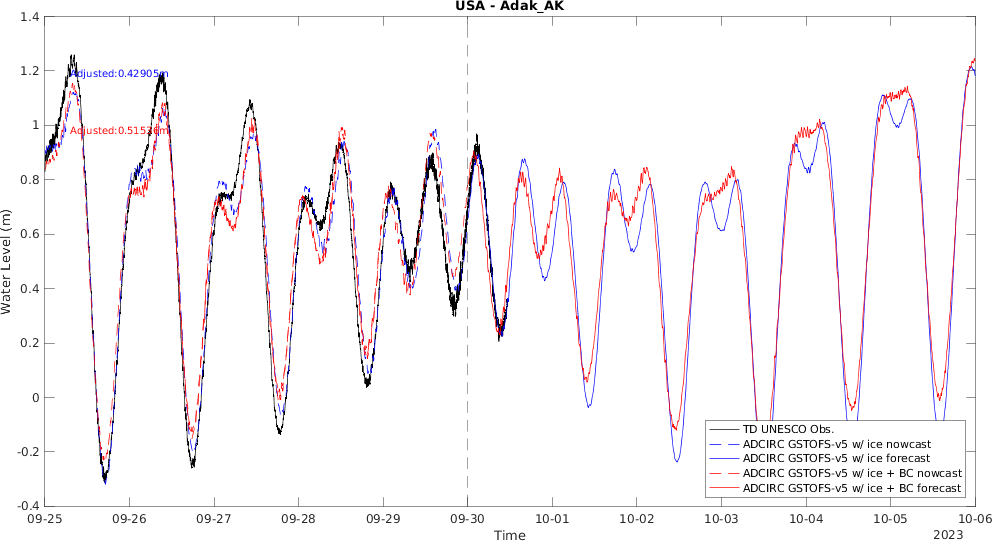 USA - Adak_AK
1.4
1.2
1
0.8
0.6
0.4
0.2
0
-0.2
-0.4
Water Level (m)
Adjusted:0.42905m
TD UNESCO Obs.
ADCIRC GSTOFS-v5 w/ ice nowcast
ADCIRC GSTOFS-v5 w/ ice forecast
ADCIRC GSTOFS-v5 w/ ice + BC nowcast
ADCIRC GSTOFS-v5 w/ ice + BC forecast
09-25 09-26 09-27 09-28 09-29 09-30 10-01 10-02 10-03 10-04 10-05 10-06
Time
2023